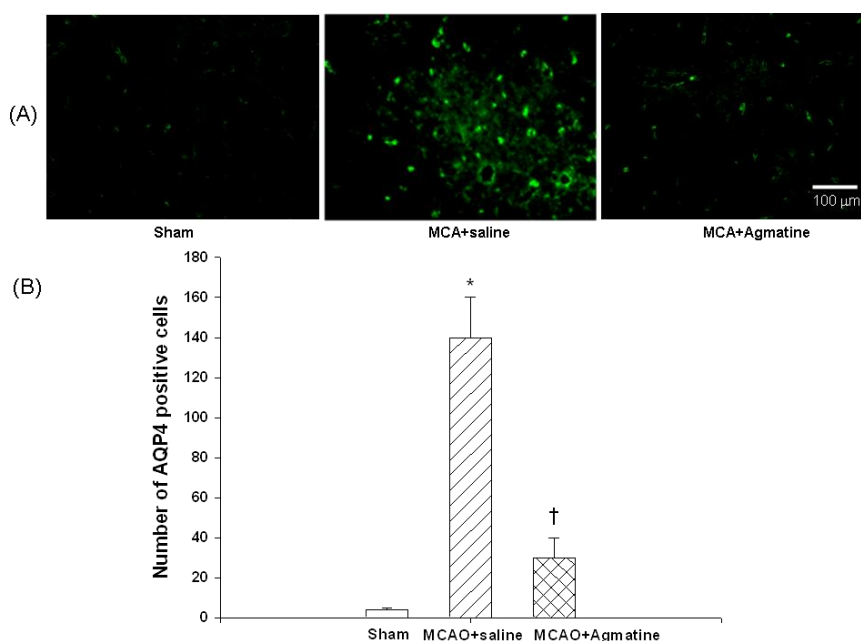 (A)
100 µm
Sham MCA+saline MCA+Agmatine
(B)
Number of AQP4 positive cells
180
160
140
120
100
80
60
40
20
0
*
†
Sham MCAO+saline MCAO+Agmatine